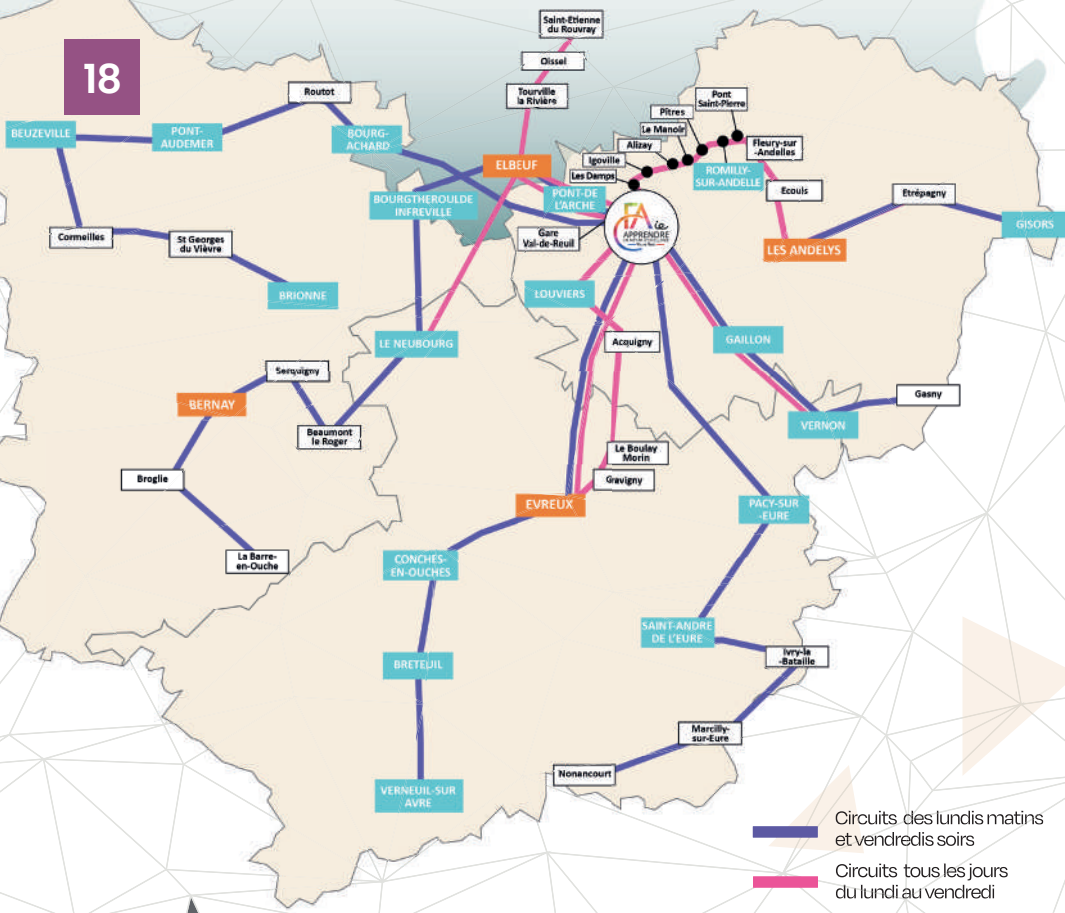 18
Saint-Etienne
du Rouvray
Oissel
Tourville
la Rivière
Routot
Pont
Saint-Pierre
Pîtres
Le Manoir
Alizay
Igoville
Les Damps
Fleury-sur
-Andelles
BEUZEVILLE
PONT-
AUDEMER
BOURG-
ACHARD
ELBEUF
ROMILLY-
SUR-ANDELLE
Ecouis
Etrépagny
BOURGTHEROULDE
INFREVILLE
PONT-DE
L'ARCHE
GISORS
FAie
APPRENDRE
Gare
Val-de-Reuil
LES ANDELYS
Cormeilles
St Georges
du Vièvre
BRIONNE
LOUVIERS
LE NEUBOURG
Acquigny
GAILLON
Serquigny
BERNAY
Gasny
VERNON
Beaumont
le Roger
Le Boulay
Morin
Broglie
Gravigny
EVREUX
PACY-SUR
-EURE
La Barre-
en-Ouche
CONCHES-
EN-OUCHES
SAINT-ANDRE
DE L'EURE
Ivry-la
-Bataille
BRETEUIL
Marcilly-
sur-Eure
Nonancourt
VERNEUIL-SUR
AVRE
Circuits des lundis matins
et vendredis soirs
Circuits tous les jours
du lundi au vendredi